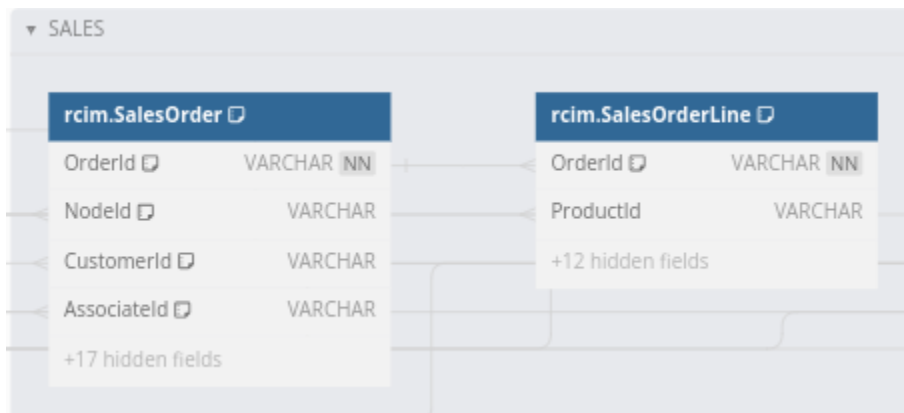 SALES
rcim.SalesOrder
OrderId VARCHAR NN
NodeId VARCHAR
CustomerId VARCHAR
AssociateId VARCHAR
+17 hidden fields
rcim.SalesOrderLine
OrderId VARCHAR NN
ProductId VARCHAR
+12 hidden fields